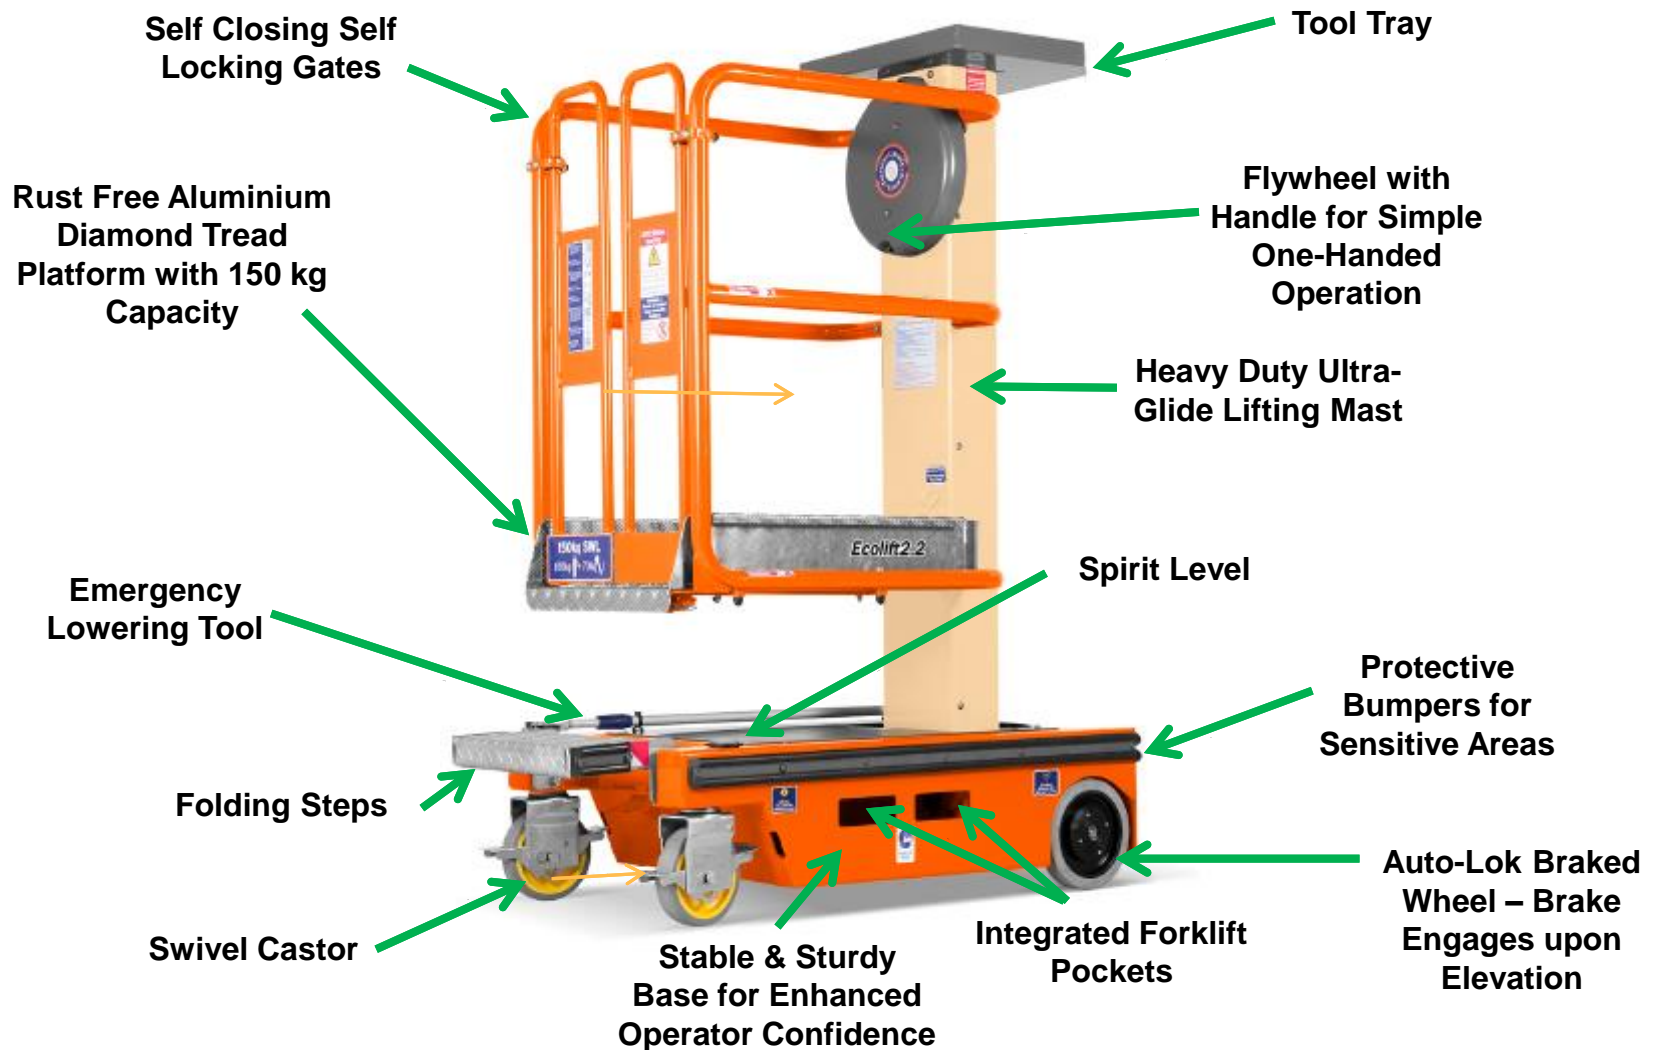 Self Closing Self
Locking Gates
Tool Tray
Rust Free Aluminium
Diamond Tread
Platform with 150 kg
Capacity
Flywheel with
Handle for Simple
One-Handed
Operation
Heavy Duty Ultra-
Glide Lifting Mast
150kg SWL
Ecolift2.2
Emergency
Lowering Tool
Spirit Level
Protective
Bumpers for
Sensitive Areas
Folding Steps
Swivel Castor
Stable & Sturdy
Base for Enhanced
Operator Confidence
Integrated Forklift
Pockets
Auto-Lok Braked
Wheel – Brake
Engages upon
Elevation